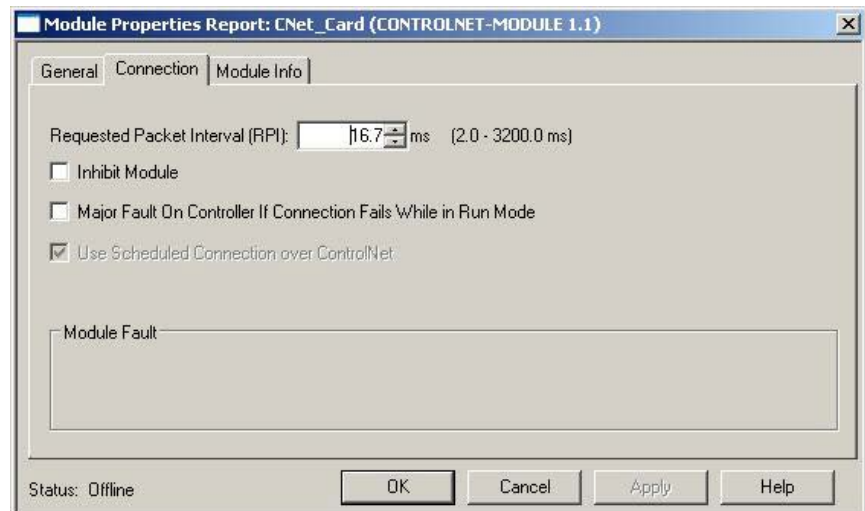 Module Properties Report: CNet_Card (CONTROLNET-MODULE 1.1)
General Connection Module Info
Requested Packet Interval (RPI): 16.7 ms (2.0 - 3200.0 ms)
Inhibit Module
Major Fault On Controller If Connection Fails While in Run Mode
Use Scheduled Connection over ControlNet
Module Fault
Status: Offline OK Cancel Apply Help